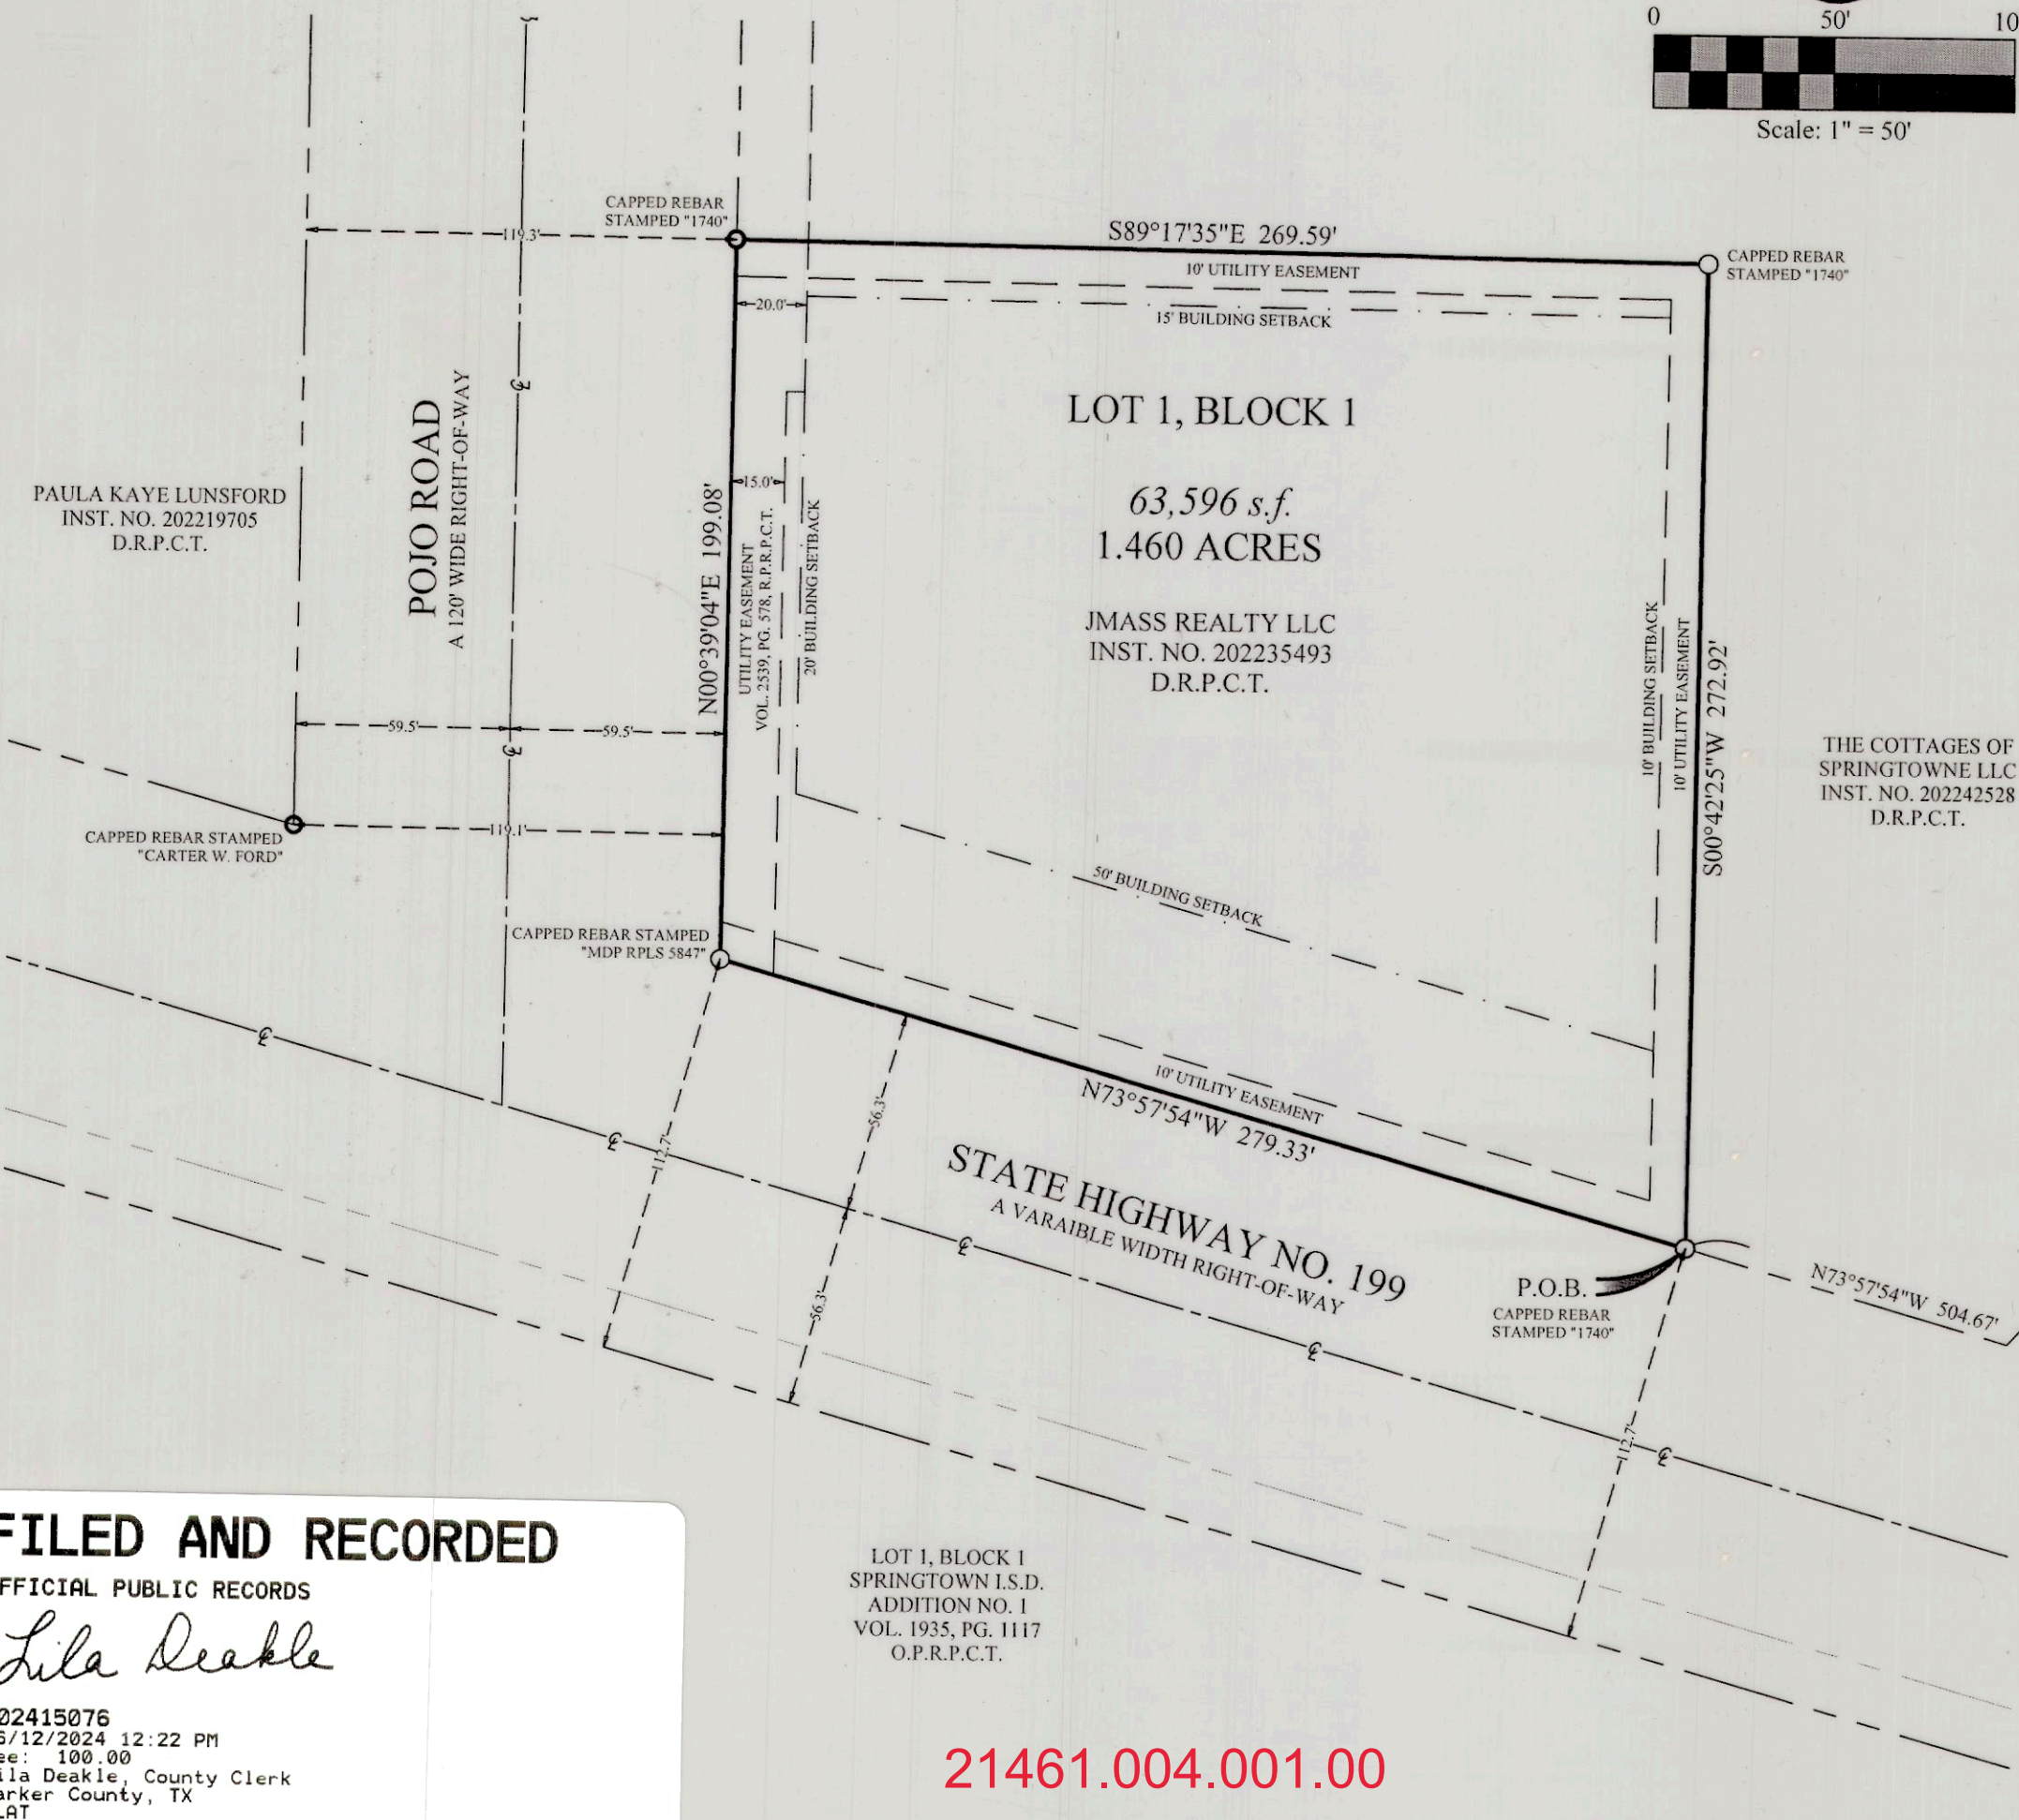 0 50' 10
Scale: 1" = 50'
CAPPED REBAR
STAMPED "1740"
119.3'
S89°17'35"E 269.59'
CAPPED REBAR
STAMPED "1740"
10' UTILITY EASEMENT
20.0'
15' BUILDING SETBACK
LOT 1, BLOCK 1
63,596 s.f.
1.460 ACRES
JMASS REALTY LLC
INST. NO. 202235493
D.R.P.C.T.
POJO ROAD
A 120' WIDE RIGHT-OF-WAY
PAULA KAYE LUNSFORD
INST. NO. 202219705
D.R.P.C.T.
15.0'
N00°39'04"E 199.08'
UTILITY EASEMENT
VOL. 2539, PG. 578, R.P.R.P.C.T.
20' BUILDING SETBACK
10' BUILDING SETBACK
10' UTILITY EASEMENT
S00°42'25"W 272.92'
THE COTTAGES OF
SPRINGTOWNE LLC
INST. NO. 202242528
D.R.P.C.T.
59.5'
59.5'
119.1'
CAPPED REBAR STAMPED
"CARTER W. FORD"
50' BUILDING SETBACK
CAPPED REBAR STAMPED
"MDP RPLS 5847"
10' UTILITY EASEMENT
N73°57'54"W 279.33'
56.3'
112.7'
STATE HIGHWAY NO. 199
A VARAIBLE WIDTH RIGHT-OF-WAY
56.3'
P.O.B.
CAPPED REBAR
STAMPED "1740"
N73°57'54"W 504.67'
112.7'
LOT 1, BLOCK 1
SPRINGTOWN I.S.D.
ADDITION NO. 1
VOL. 1935, PG. 1117
O.P.R.P.C.T.
FILED AND RECORDED
FFICIAL PUBLIC RECORDS
Lila Deakle
02415076
6/12/2024 12:22 PM
ee: 100.00
ila Deakle, County Clerk
arker County, TX
LAT
21461.004.001.00